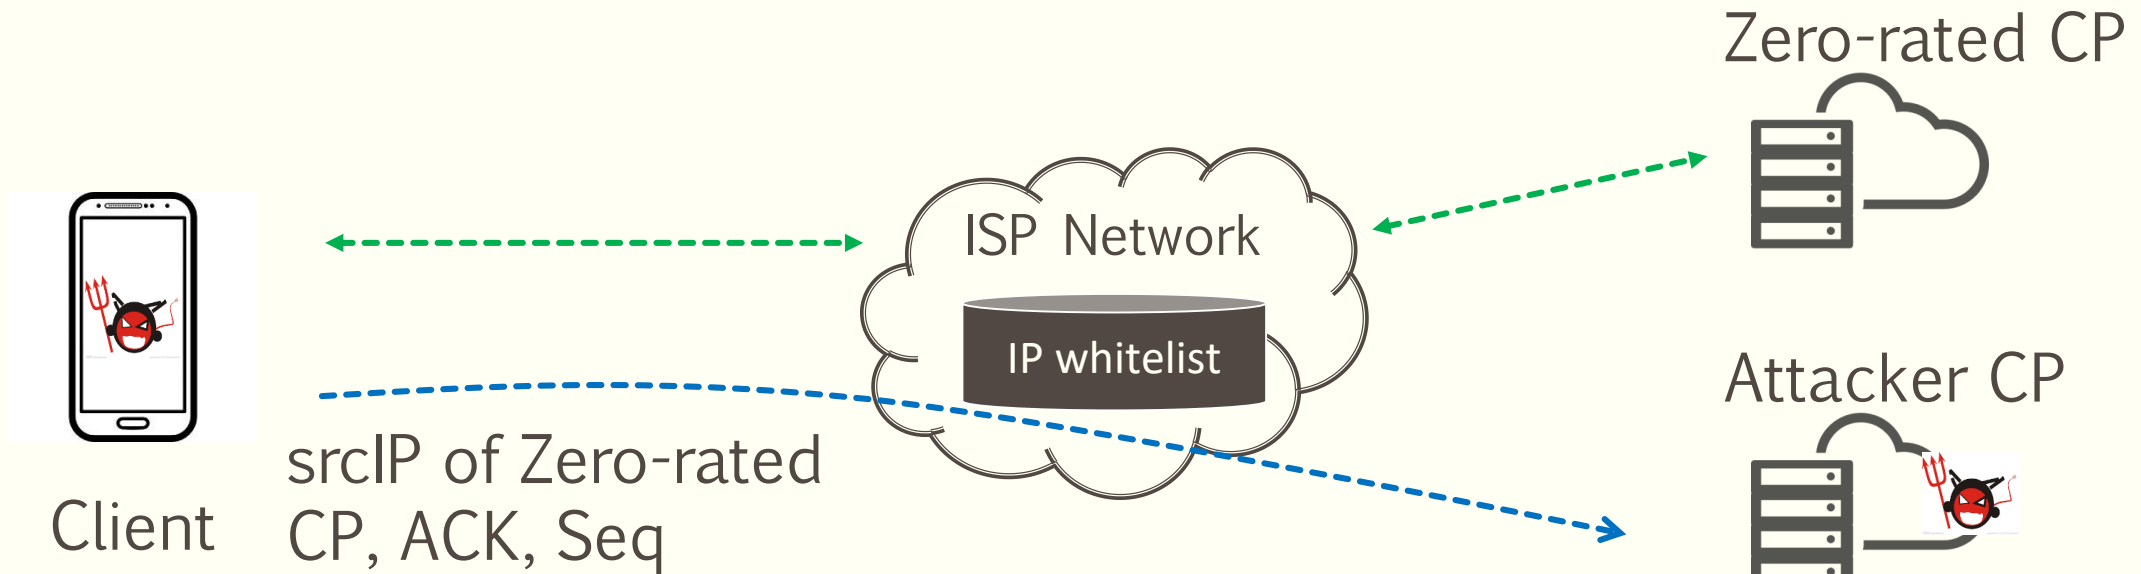 Zero-rated CP
ISP Network
IP whitelist
Attacker CP
srcIP of Zero-rated
CP, ACK, Seq
Client